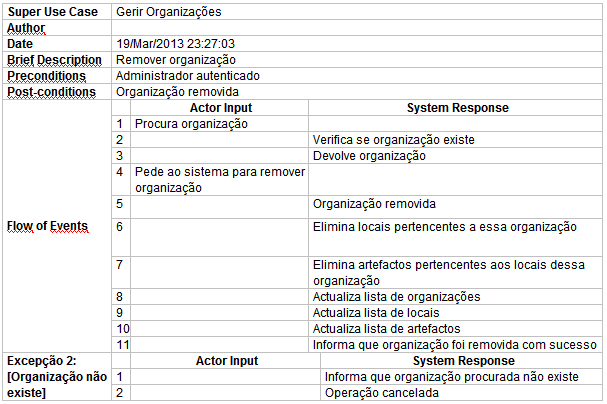 Super Use Case Gerir Organizações
Author
Date 19/Mar/2013 23:27:03
Brief Description Remover organização
Preconditions Administrador autenticado
Post-conditions Organização removida
Flow of Events
Actor Input System Response
1 Procura organização
2 Verifica se organização existe
3 Devolve organização
4 Pede ao sistema para remover
organização
5 Organização removida
6 Elimina locais pertencentes a essa organização
7 Elimina artefactos pertencentes aos locais dessa
organização
8 Actualiza lista de organizações
9 Actualiza lista de locais
10 Actualiza lista de artefactos
11 Informa que organização foi removida com sucesso
Excepção 2:
[Organização não
existe]
Actor Input System Response
1 Informa que organização procurada não existe
2 Operação cancelada